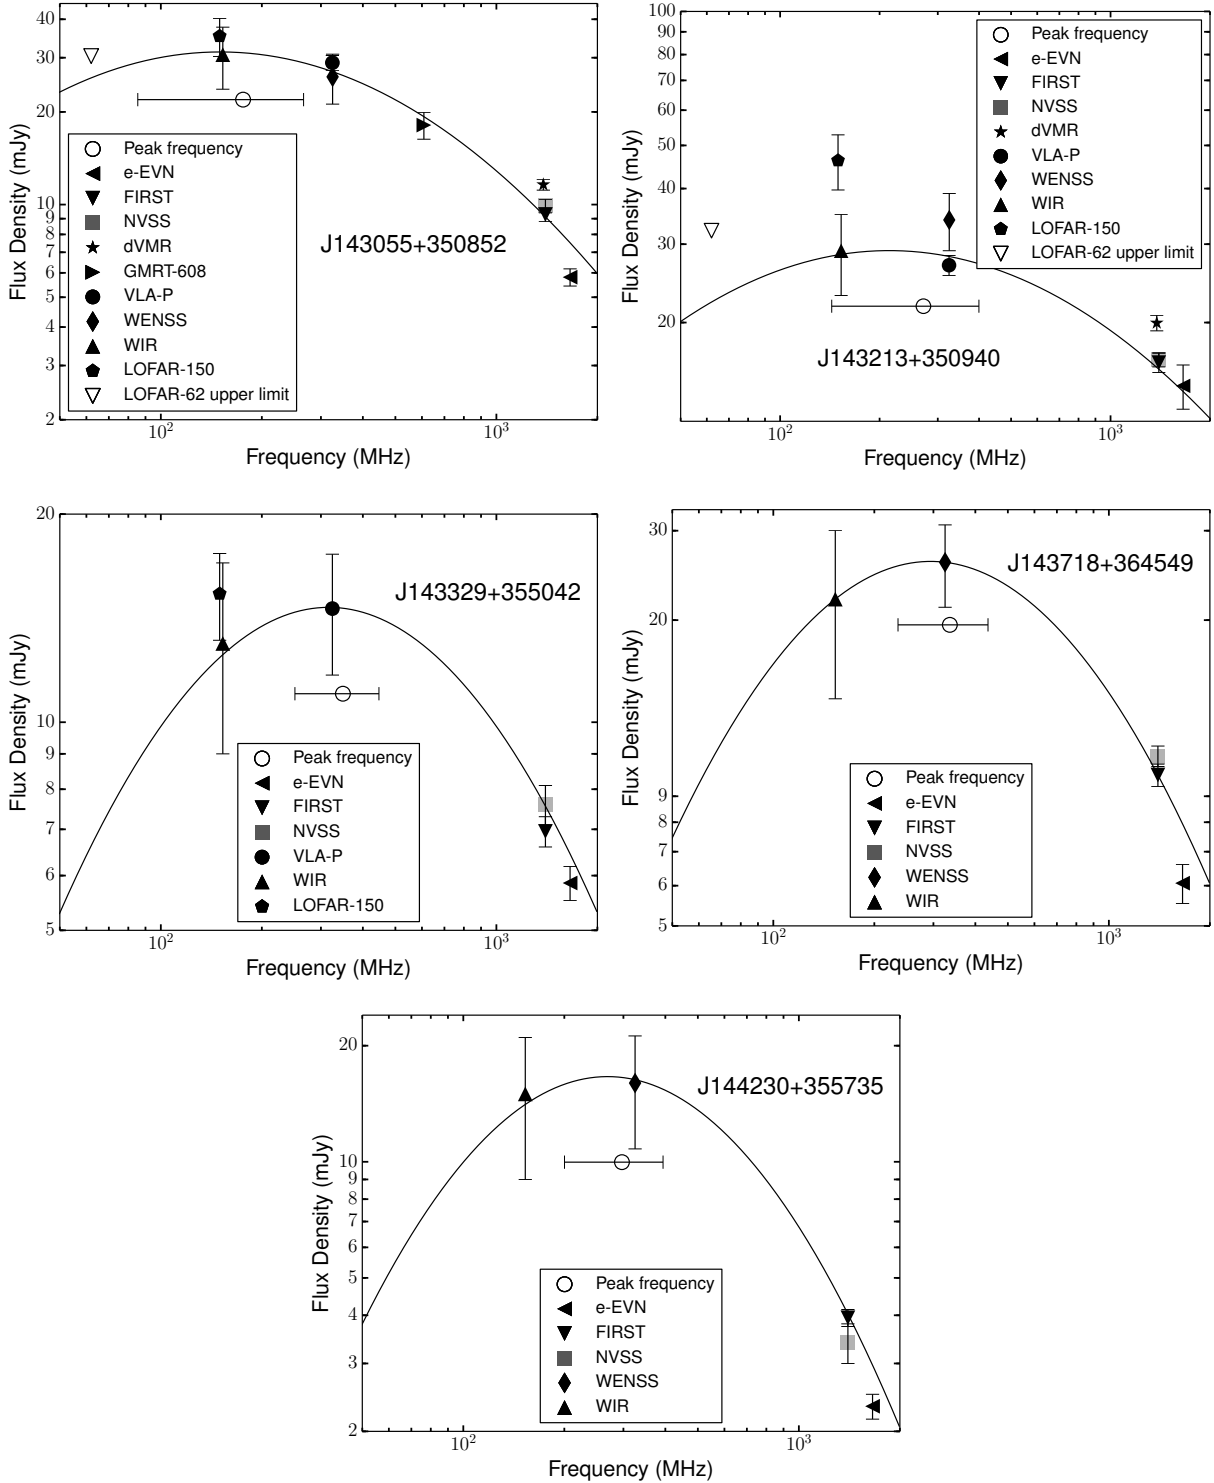 40
30
20
10
9
8
7
6
5
4
3
2
Flux Density (mJy)
Peak frequency
e-EVN
FIRST
NVSS
dVMR
GMRT-608
VLA-P
WENSS
WIR
LOFAR-150
LOFAR-62 upper limit
J143055+350852
10²
10³
Frequency (MHz)
100
90
80
70
60
50
40
30
20
Flux Density (mJy)
Peak frequency
e-EVN
FIRST
NVSS
dVMR
VLA-P
WENSS
WIR
LOFAR-150
LOFAR-62 upper limit
J143213+350940
10²
10³
Frequency (MHz)
20
10
9
8
7
6
5
Flux Density (mJy)
J143329+355042
Peak frequency
e-EVN
FIRST
NVSS
VLA-P
WIR
LOFAR-150
10²
10³
Frequency (MHz)
30
20
9
8
7
6
5
Flux Density (mJy)
J143718+364549
Peak frequency
e-EVN
FIRST
NVSS
WENSS
WIR
10²
10³
Frequency (MHz)
20
10
9
8
7
6
5
4
3
2
Flux Density (mJy)
J144230+355735
Peak frequency
e-EVN
FIRST
NVSS
WENSS
WIR
10²
10³
Frequency (MHz)